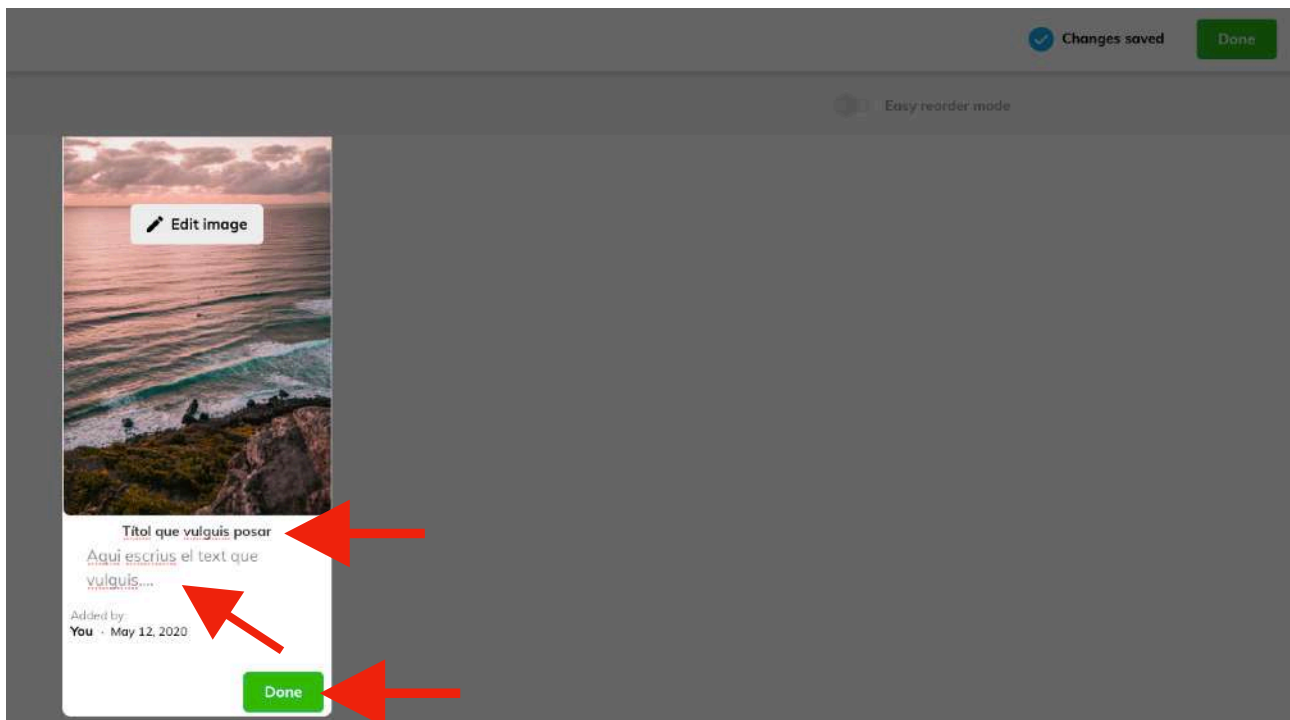 Changes saved
Done
Easy reorder mode
Edit image
Títol que vulguis posar
Aqui escrius el text que
vulguis....
Added by:
You · May 12, 2020
Done